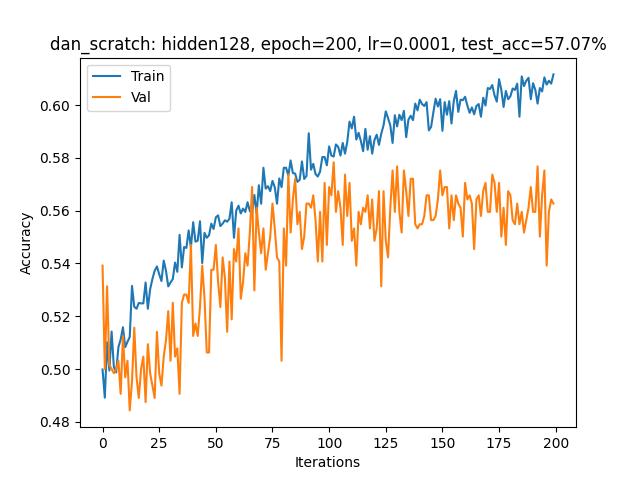 dan_scratch: hidden128, epoch=200, lr=0.0001, test_acc=57.07%
Train
Val
Accuracy
0.60
0.58
0.56
0.54
0.52
0.50
0.48
0 25 50 75 100 125 150 175 200
Iterations